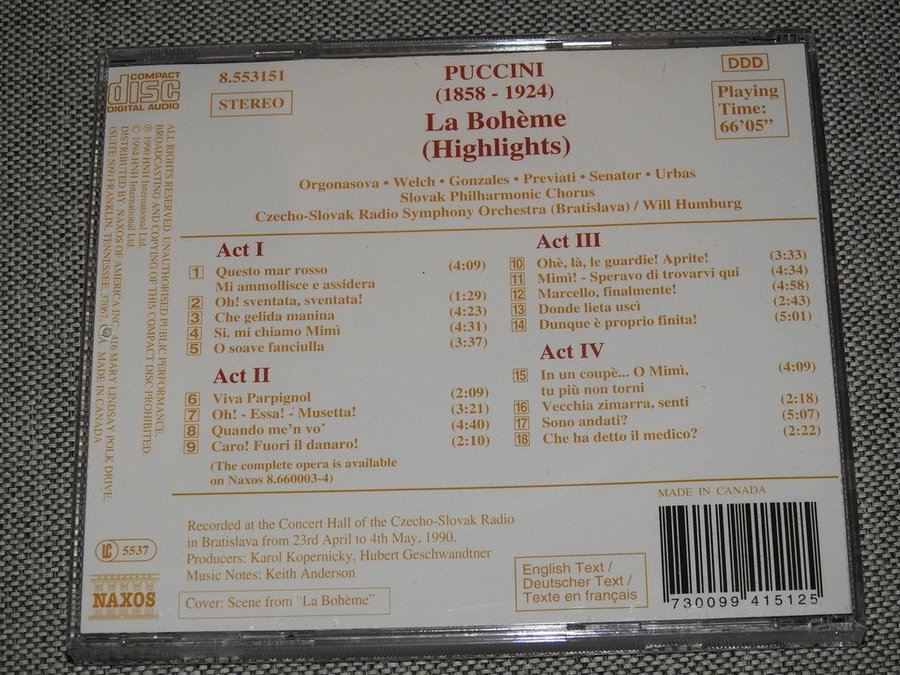 COMPACT
disc
DIGITAL AUDIO
8.553151
STEREO
PUCCINI
(1858 - 1924)
La Bohème
(Highlights)
DDD
Playing
Time:
66'05"
Orgonasova • Welch • Gonzales • Previati • Senator • Urbas
Slovak Philharmonic Chorus
Czecho-Slovak Radio Symphony Orchestra (Bratislava) / Will Humburg
Act I
1 Questo mar rosso (4:09)
Mi ammollisce e assidera
2 Oh! sventata, sventata! (1:29)
3 Che gelida manina (4:23)
4 Si. mi chiamo Mimì (4:31)
5 O soave fanciulla (3:37)
Act II
6 Viva Parpignol (2:09)
7 Oh! - Essa! - Musetta! (3:21)
8 Quando me'n vo' (4:40)
9 Caro! Fuori il danaro! (2:10)
(The complete opera is available
on Naxos 8.660003-4)
Act III
10 Ohè, là, le guardie! Aprite! (3:33)
11 Mimì! - Speravo di trovarvi qui (4:34)
12 Marcello, finalmente! (4:58)
13 Donde lieta uscì (2:43)
14 Dunque è proprio finita! (5:01)
Act IV
15 In un coupè... O Mimì, (4:09)
tu più non torni
16 Vecchia zimarra, senti (2:18)
17 Sono andati? (5:07)
18 Che ha detto il medico? (2:22)
MADE IN CANADA
Recorded at the Concert Hall of the Czecho-Slovak Radio
in Bratislava from 23rd April to 4th May, 1990.
Producers: Karol Kopernicky, Hubert Geschwandtner
Music Notes: Keith Anderson
Cover: Scene from "La Bohème"
English Text /
Deutscher Text /
Texte en français
730099 415125
LC 5537
NAXOS
ALL RIGHTS RESERVED. UNAUTHORISED PUBLIC PERFORMANCE,
BROADCASTING AND COPYING OF THIS COMPACT DISC PROHIBITED.
℗ 1990 HNH International Ltd.
© 1994 HNH International Ltd.
DISTRIBUTED BY: NAXOS OF AMERICA INC., 416 MARY LINDSAY POLK DRIVE,
(SUITE 509) FRANKLIN, TENNESSEE, 37067, MADE IN CANADA